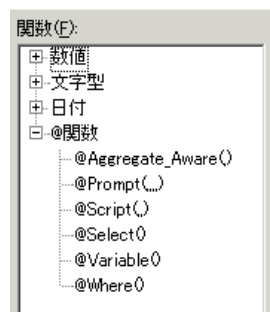 関数(F):
数値
文字型
日付
@関数
@Aggregate_Aware()
@Prompt(,,,)
@Script(,)
@Select()
@Variable()
@Where()